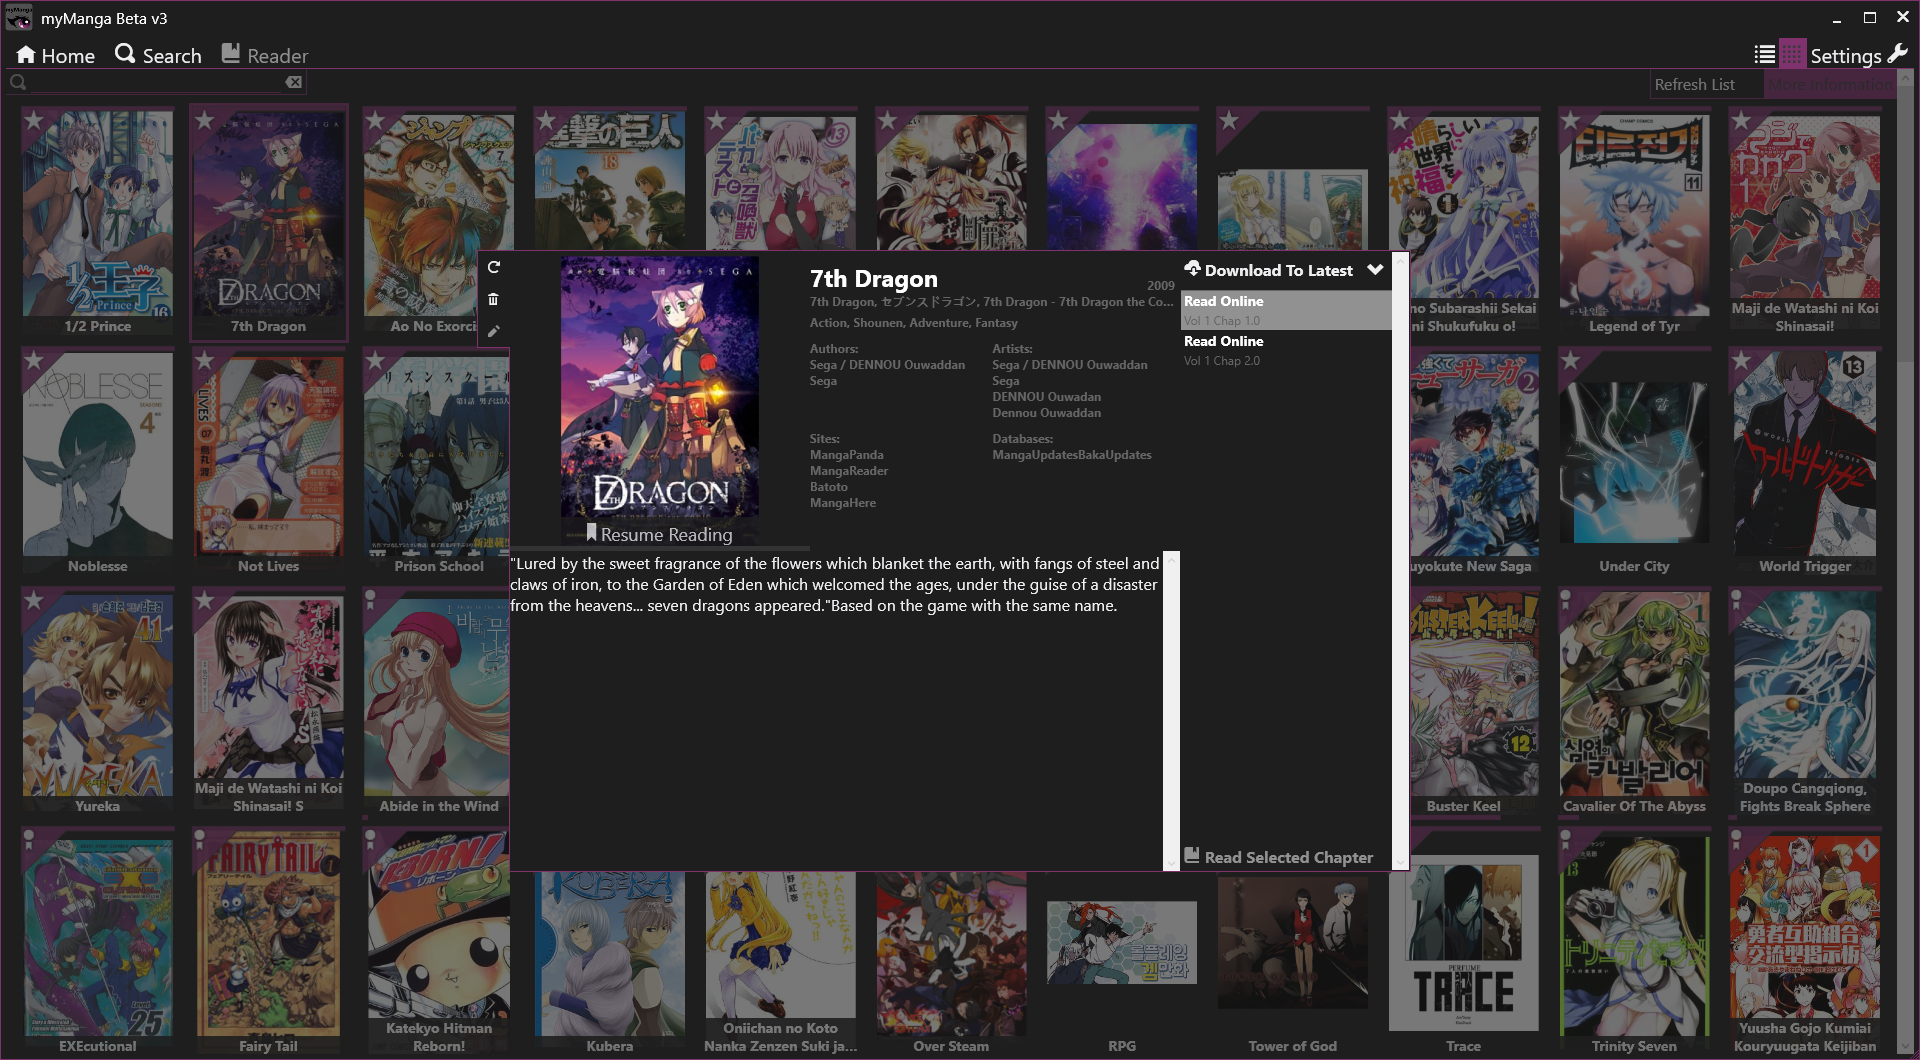 myManga Beta v3
Home
Search
Reader
Settings
Refresh List
More Information
1/2 Prince
7th Dragon
Ao No Exorci
no Subarashii Sekai
ni Shukufuku o!
Legend of Tyr
Maji de Watashi ni Koi
Shinasai!
7th Dragon
2009
7th Dragon, セブンスドラゴン, 7th Dragon - 7th Dragon the Co...
Action, Shounen, Adventure, Fantasy
Authors:
Sega / DENNOU Ouwaddan
Sega
Artists:
Sega / DENNOU Ouwaddan
Sega
DENNOU Ouwadan
Dennou Ouwaddan
Sites:
MangaPanda
MangaReader
Batoto
MangaHere
Databases:
MangaUpdatesBakaUpdates
7TH DRAGON
Resume Reading
"Lured by the sweet fragrance of the flowers which blanket the earth, with fangs of steel and
claws of iron, to the Garden of Eden which welcomed the ages, under the guise of a disaster
from the heavens... seven dragons appeared."Based on the game with the same name.
Download To Latest
Read Online
Vol 1 Chap 1.0
Read Online
Vol 1 Chap 2.0
Read Selected Chapter
Noblesse
Not Lives
Prison School
uyokute New Saga
Under City
World Trigger
Yureka
Maji de Watashi ni Koi
Shinasai! S
Abide in the Wind
Buster Keel
Cavalier Of The Abyss
Doupo Cangqiong,
Fights Break Sphere
EXEcutional
Fairy Tail
Katekyo Hitman
Reborn!
Kubera
Oniichan no Koto
Nanka Zenzen Suki ja...
Over Steam
RPG
Tower of God
Trace
Trinity Seven
Yuusha Gojo Kumiai
Kouryuugata Keijiban